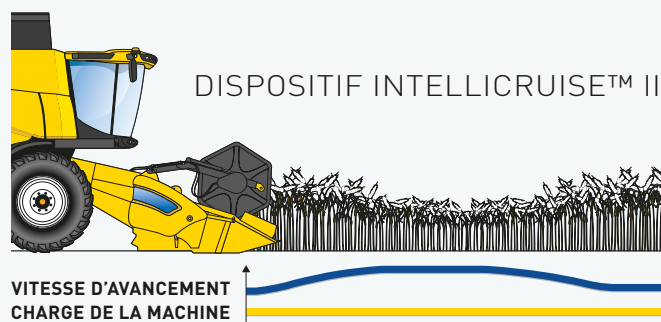 DISPOSITIF INTELLICRUISE™ II
VITESSE D’AVANCEMENT
CHARGE DE LA MACHINE